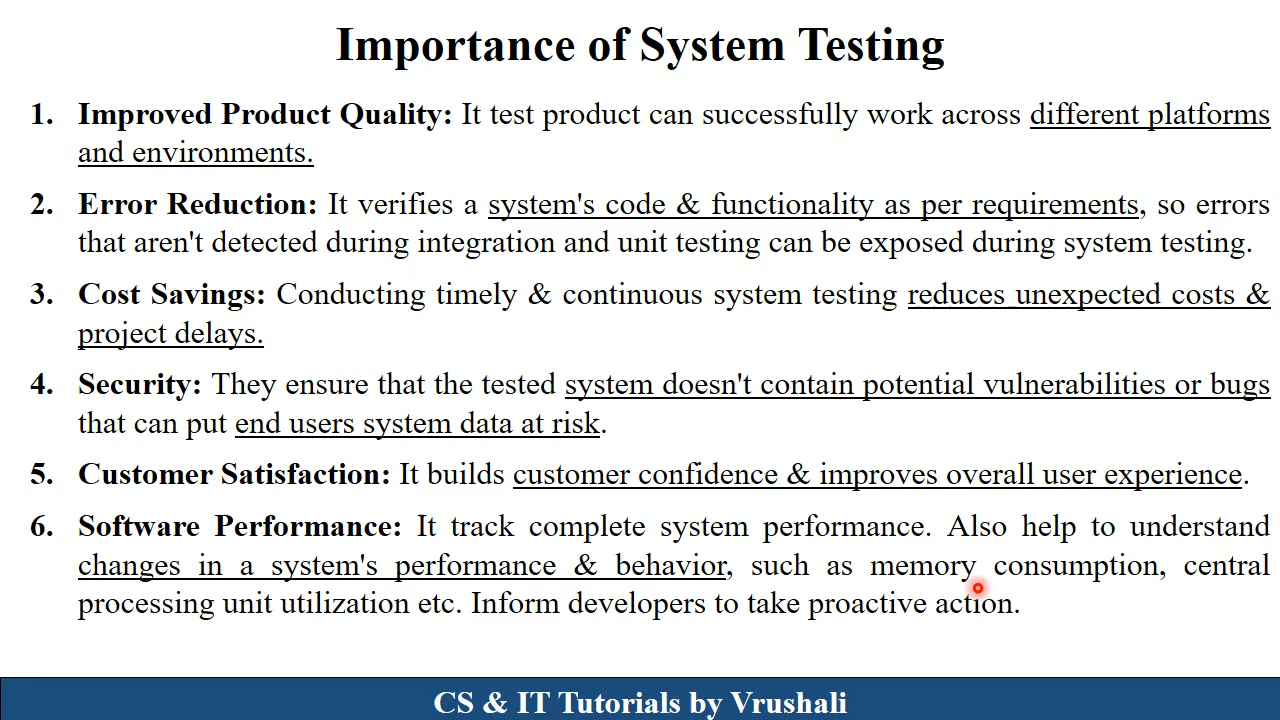 Importance of System Testing
1. Improved Product Quality: It test product can successfully work across different platforms
and environments.
2. Error Reduction: It verifies a system's code & functionality as per requirements, so errors
that aren't detected during integration and unit testing can be exposed during system testing.
3. Cost Savings: Conducting timely & continuous system testing reduces unexpected costs &
project delays.
4. Security: They ensure that the tested system doesn't contain potential vulnerabilities or bugs
that can put end users system data at risk.
5. Customer Satisfaction: It builds customer confidence & improves overall user experience.
6. Software Performance: It track complete system performance. Also help to understand
changes in a system's performance & behavior, such as memory consumption, central
processing unit utilization etc. Inform developers to take proactive action.
CS & IT Tutorials by Vrushali